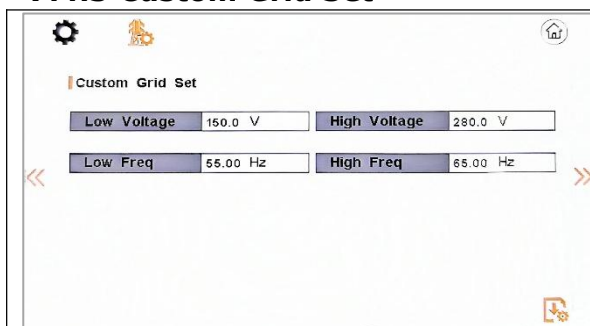 Custom Grid Set
Low Voltage 150.0 V High Voltage 280.0 V
Low Freq 55.00 Hz High Freq 65.00 Hz